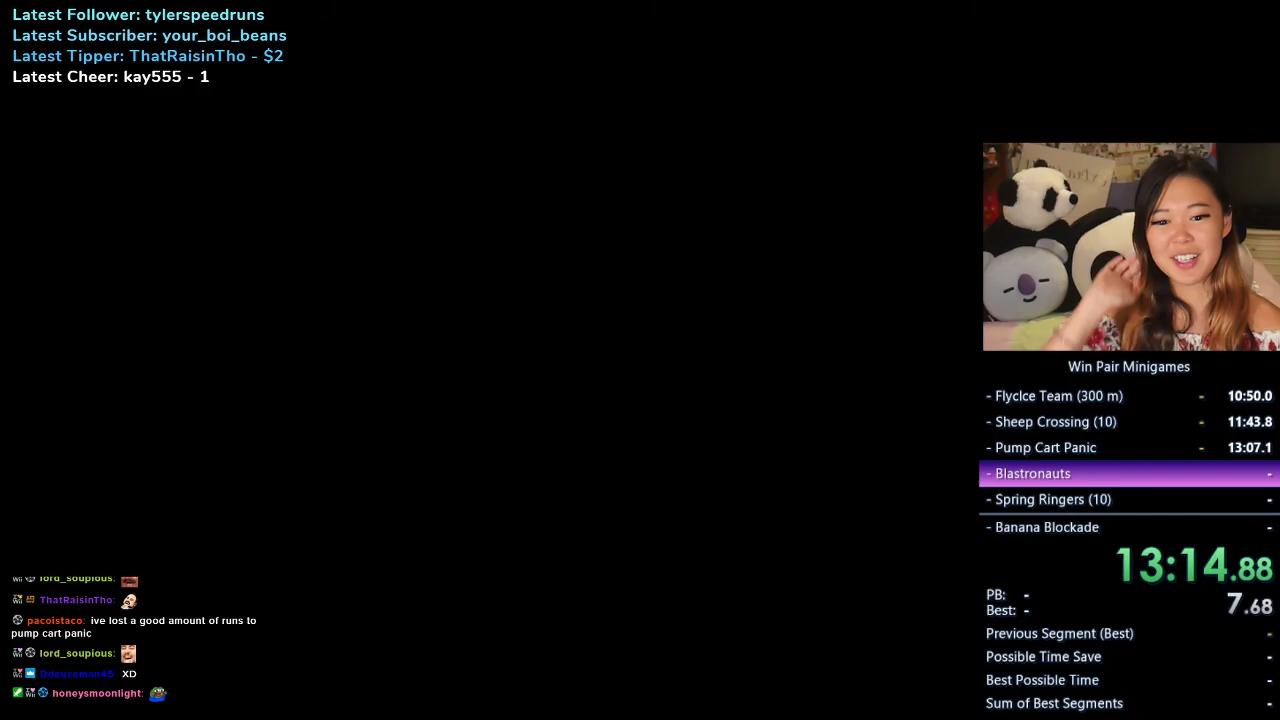 Latest Follower: tylerspeedruns
Latest Subscriber: your_boi_beans
Latest Tipper: ThatRaisinTho - $2
Latest Cheer: kay555 - 1
Win Pair Minigames
- FlycIce Team (300 m) - 10:50.0
- Sheep Crossing (10) - 11:43.8
- Pump Cart Panic - 13:07.1
- Blastronauts -
- Spring Ringers (10) -
- Banana Blockade -
13:14.88
PB: - 7.68
Best: -
Previous Segment (Best) -
Possible Time Save -
Best Possible Time -
Sum of Best Segments -
lord_soupious:
ThatRaisinTho:
pacoistaco: ive lost a good amount of runs to
pump cart panic
lord_soupious:
XD
honeysmoonlight: